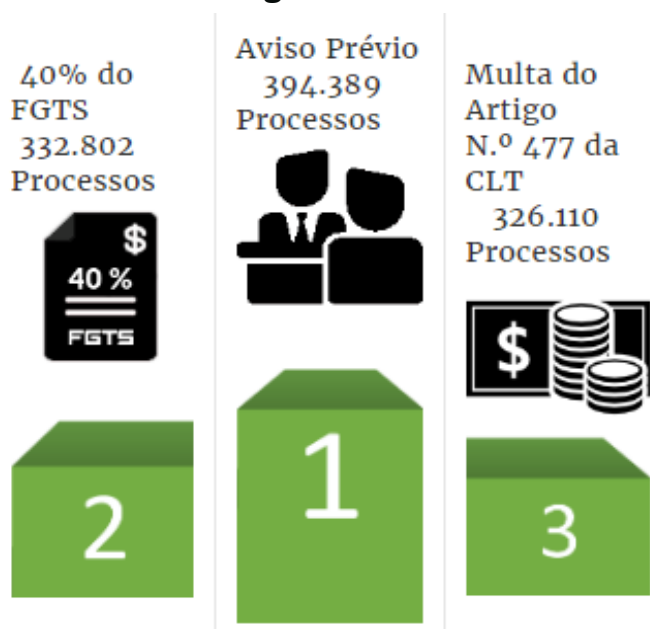 40% do
FGTS
332.802
Processos
$
40 %
FGTS
2
Aviso Prévio
394.389
Processos
1
Multa do
Artigo
N.º 477 da
CLT
326.110
Processos
$
3